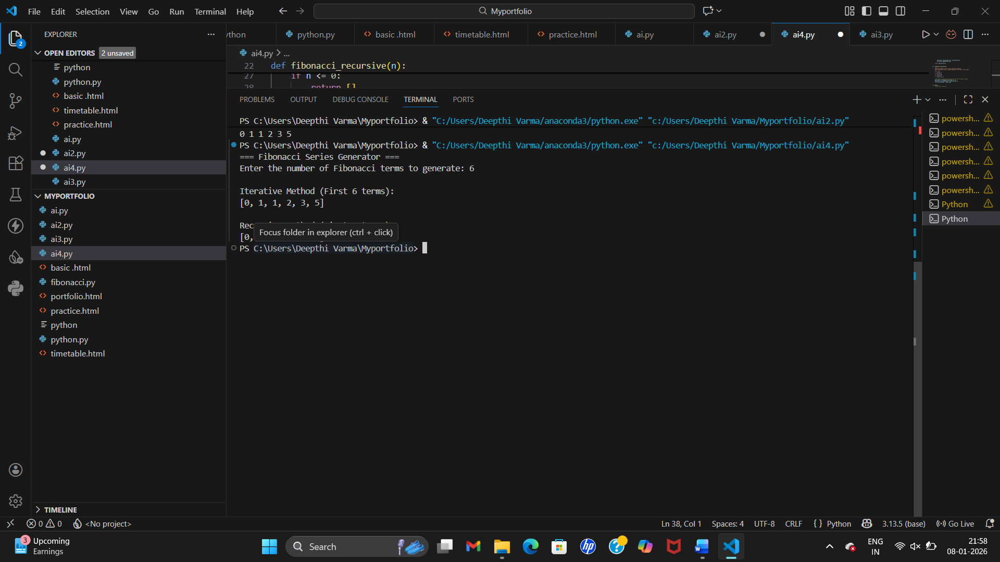 File Edit Selection View Go Run Terminal Help
Myportfolio
EXPLORER
OPEN EDITORS 2 unsaved
python
python.py
basic .html
timetable.html
practice.html
ai.py
ai2.py
ai4.py
ai3.py
MYPORTFOLIO
ai.py
ai2.py
ai3.py
ai4.py
basic .html
fibonacci.py
portfolio.html
practice.html
python
python.py
timetable.html
TIMELINE
ython python.py basic .html timetable.html practice.html ai.py ai2.py ai4.py ai3.py
ai4.py > ...
22 def fibonacci_recursive(n):
27 if n <= 0:
28 return []
PROBLEMS OUTPUT DEBUG CONSOLE TERMINAL PORTS
PS C:\Users\Deepthi Varma\Myportfolio> & "C:/Users/Deepthi Varma/anaconda3/python.exe" "c:/Users/Deepthi Varma/Myportfolio/ai2.py"
0 1 1 2 3 5
PS C:\Users\Deepthi Varma\Myportfolio> & "C:/Users/Deepthi Varma/anaconda3/python.exe" "c:/Users/Deepthi Varma/Myportfolio/ai4.py"
=== Fibonacci Series Generator ===
Enter the number of Fibonacci terms to generate: 6
Iterative Method (First 6 terms):
[0, 1, 1, 2, 3, 5]
Rec
Focus folder in explorer (ctrl + click)
[0,
PS C:\Users\Deepthi Varma\Myportfolio>
powersh...
powersh...
powersh...
powersh...
powersh...
powersh...
Python
Python
2
0 0 <No project>
Ln 38, Col 1 Spaces: 4 UTF-8 CRLF {} Python 3.13.5 (base) Go Live
3 Upcoming
Earnings
Search
ENG
IN
21:58
08-01-2026